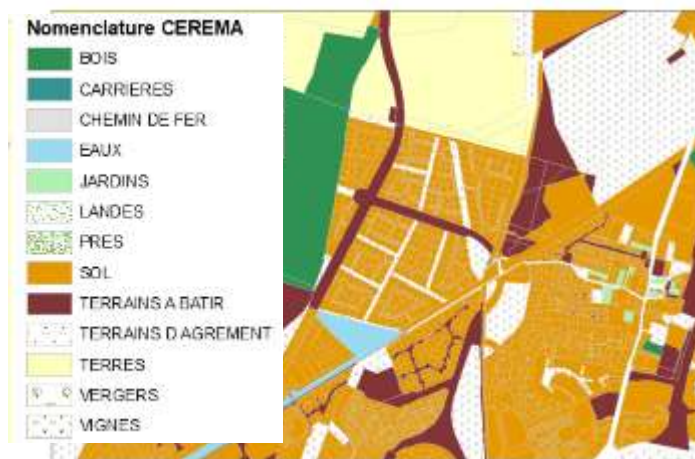 Nomenclature CEREMA
BOIS
CARRIERES
CHEMIN DE FER
EAUX
JARDINS
LANDES
PRES
SOL
TERRAINS A BATIR
TERRAINS D AGREMENT
TERRES
VERGERS
VIGNES